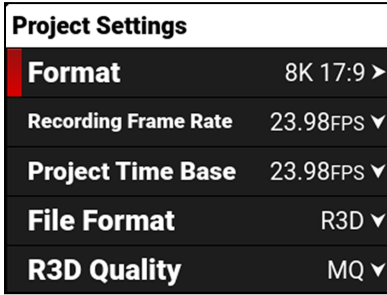 Project Settings
Format 8K 17:9
Recording Frame Rate 23.98FPS
Project Time Base 23.98FPS
File Format R3D
R3D Quality MQ